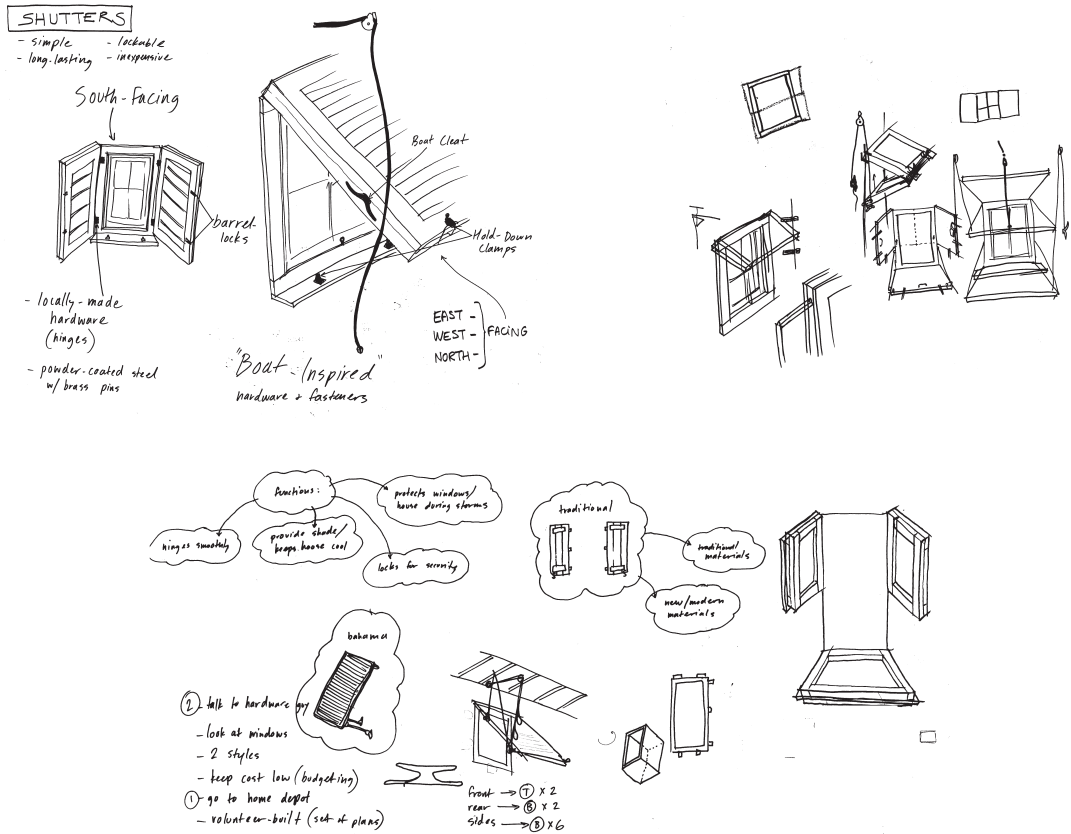 SHUTTERS
- simple
- lockable
- long-lasting
- inexpensive
South-Facing
barrel-
locks
- locally-made
hardware
(hinges)
- powder-coated steel
w/ brass pins
Boat Cleat
Hold-Down
Clamps
EAST -
WEST -
NORTH -
FACING
"Boat-Inspired"
hardware + fasteners
functions:
protects windows/
house during storms
hinges smoothly
provide shade/
keeps house cool
locks for security
traditional
traditional
materials
new/modern
materials
bahama
② - talk to hardware guy
- look at windows
- 2 styles
- keep cost low (budgeting)
① - go to home depot
- volunteer-built (set of plans)
front → Ⓣ x 2
rear → Ⓑ x 2
sides → Ⓑ x 6